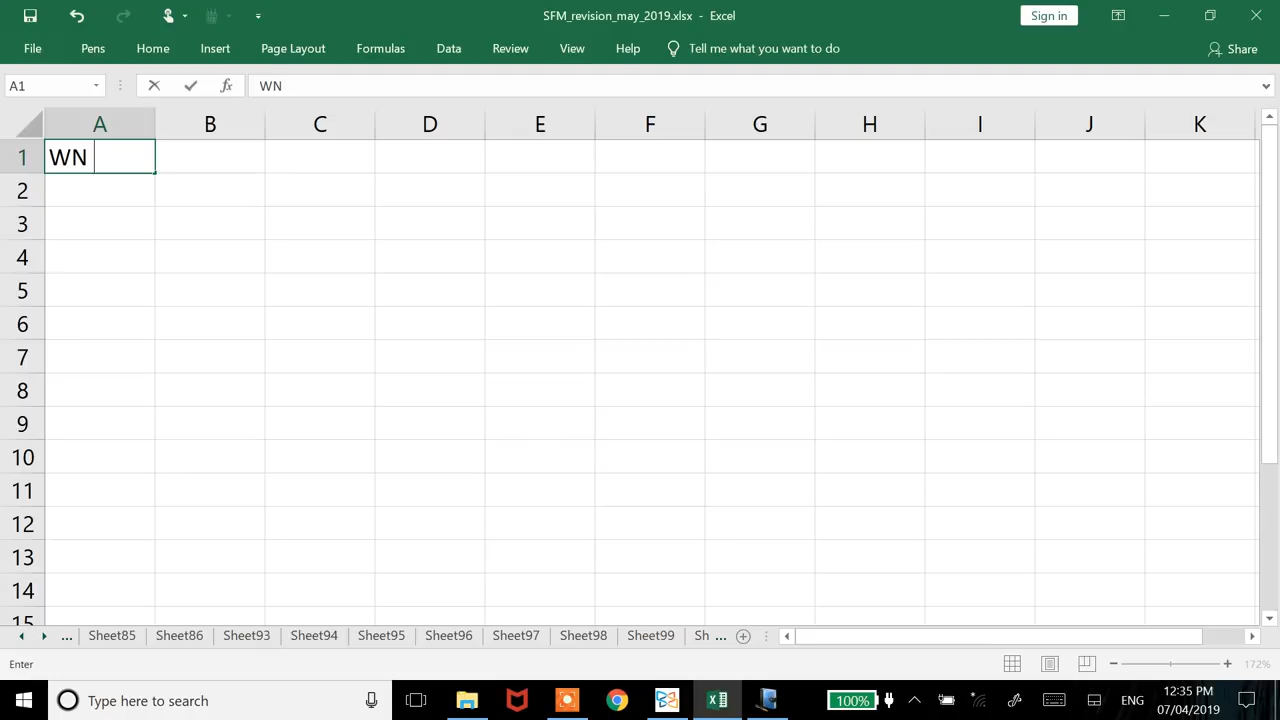 SFM_revision_may_2019.xlsx - Excel
Sign in
File Pens Home Insert Page Layout Formulas Data Review View Help Tell me what you want to do Share
A1 fx WN
A B C D E F G H I J K
1 WN
2
3
4
5
6
7
8
9
10
11
12
13
14
15
... Sheet85 Sheet86 Sheet93 Sheet94 Sheet95 Sheet96 Sheet97 Sheet98 Sheet99 Sh ...
Enter 172%
Type here to search 100% ENG 12:35 PM
07/04/2019